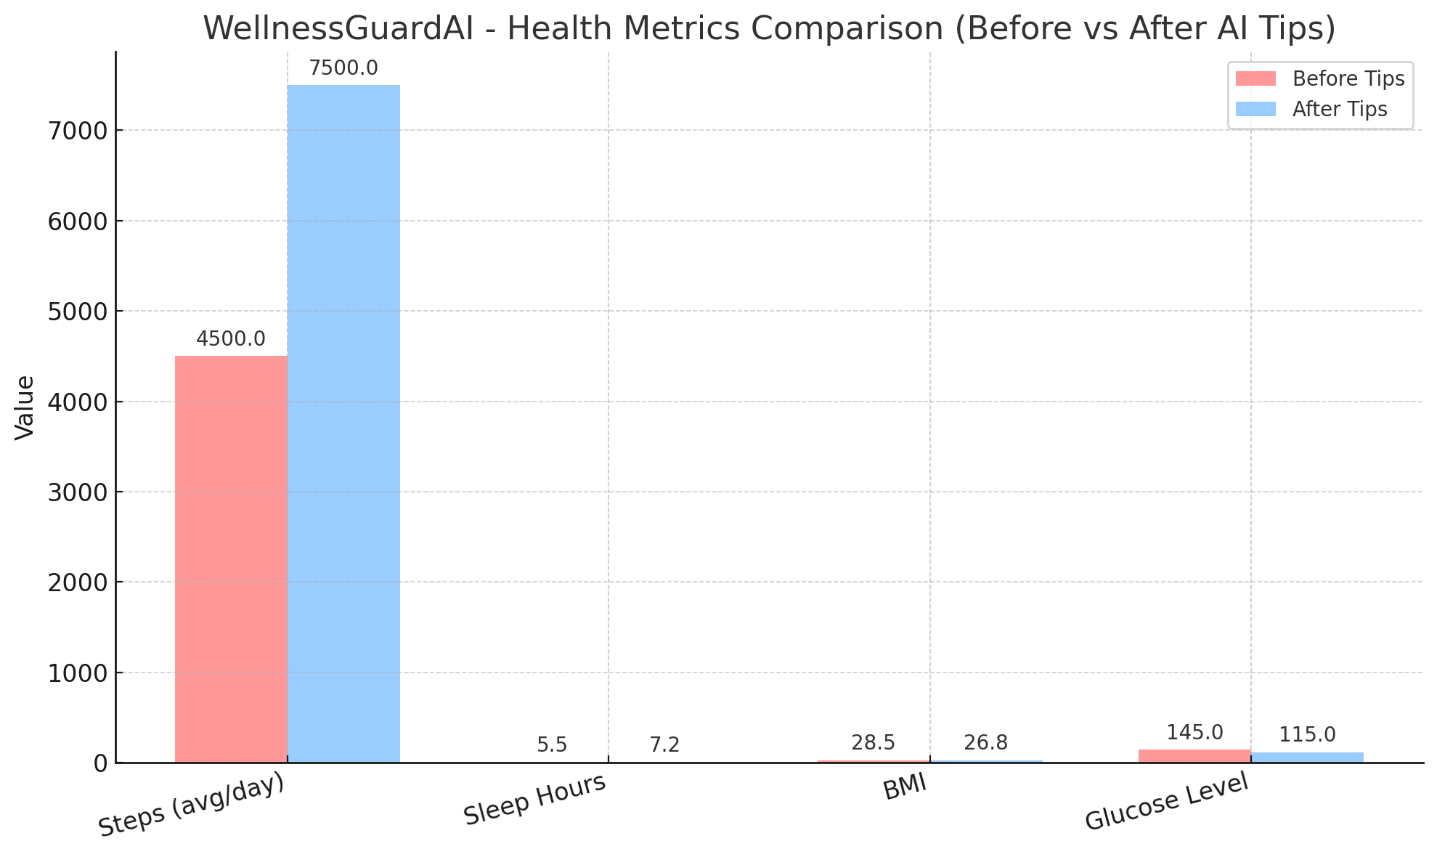 WellnessGuardAI - Health Metrics Comparison (Before vs After AI Tips)
Before Tips
After Tips
Value
7000
6000
5000
4000
3000
2000
1000
0
4500.0
7500.0
5.5
7.2
28.5
26.8
145.0
115.0
Steps (avg/day)
Sleep Hours
BMI
Glucose Level